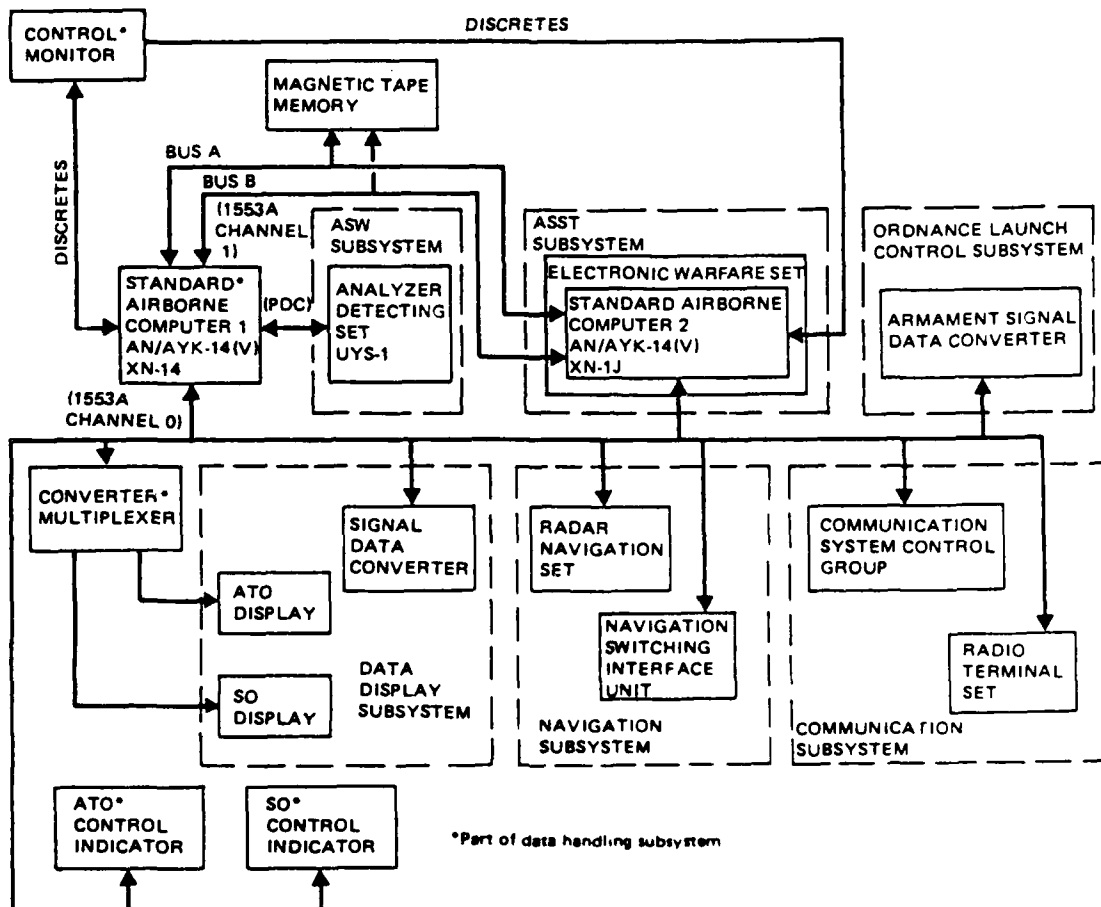 DISCRETES
CONTROL*
MONITOR
MAGNETIC TAPE
MEMORY
DISCRETES
BUS A
BUS B
(1553A
CHANNEL
1)
ASW
SUBSYSTEM
ASST
SUBSYSTEM
ORDNANCE LAUNCH
CONTROL SUBSYSTEM
STANDARD*
AIRBORNE
COMPUTER 1
AN/AYK-14(V)
XN-14
(PDC)
ANALYZER
DETECTING
SET
UYS-1
ELECTRONIC WARFARE SET
STANDARD AIRBORNE
COMPUTER 2
AN/AYK-14(V)
XN-1J
ARMAMENT SIGNAL
DATA CONVERTER
(1553A
CHANNEL 0)
CONVERTER*
MULTIPLEXER
SIGNAL
DATA
CONVERTER
RADAR
NAVIGATION
SET
COMMUNICATION
SYSTEM CONTROL
GROUP
ATO
DISPLAY
NAVIGATION
SWITCHING
INTERFACE
UNIT
RADIO
TERMINAL
SET
SO
DISPLAY
DATA
DISPLAY
SUBSYSTEM
NAVIGATION
SUBSYSTEM
COMMUNICATION
SUBSYSTEM
ATO*
CONTROL
INDICATOR
SO*
CONTROL
INDICATOR
*Part of data handling subsystem